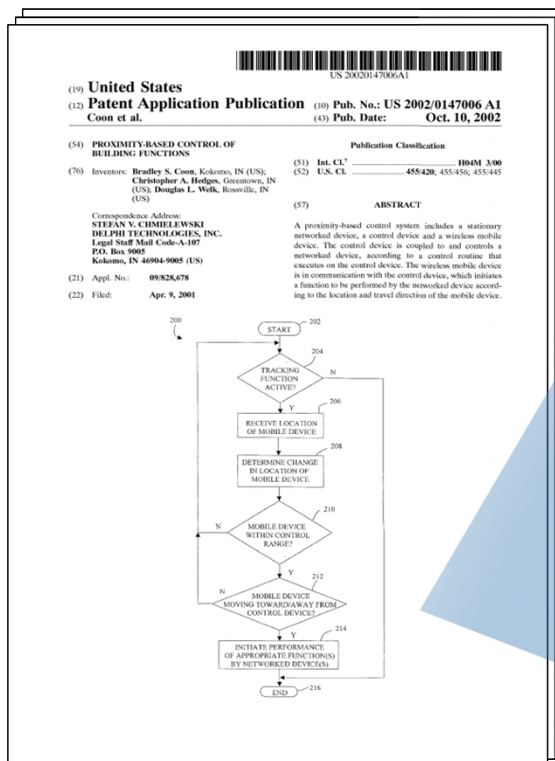 US 20020147006A1
(19) United States
(12) Patent Application Publication (10) Pub. No.: US 2002/0147006 A1
Coon et al. (43) Pub. Date: Oct. 10, 2002
(54) PROXIMITY-BASED CONTROL OF
BUILDING FUNCTIONS
(76) Inventors: Bradley S. Coon, Kokomo, IN (US);
Christopher A. Hedges, Greentown, IN
(US); Douglas L. Welk, Rossville, IN
(US)
Correspondence Address:
STEFAN V. CHMIELEWSKI
DELPHI TECHNOLOGIES, INC.
Legal Staff Mail Code-A-107
P.O. Box 9005
Kokomo, IN 46904-9005 (US)
(21) Appl. No.: 09/828,678
(22) Filed: Apr. 9, 2001
Publication Classification
(51) Int. Cl.7 ........................ H04M 3/00
(52) U.S. Cl. ........................ 455/420; 455/456; 455/445
(57) ABSTRACT
A proximity-based control system includes a stationary
networked device, a control device and a wireless mobile
device. The control device is coupled to and controls a
networked device, according to a control routine that
executes on the control device. The wireless mobile device
is in communication with the control device, which initiates
a function to be performed by the networked device accord-
ing to the location and travel direction of the mobile device.
200
START
202
204
TRACKING
FUNCTION
ACTIVE?
N
Y
206
RECEIVE LOCATION
OF MOBILE DEVICE
208
DETERMINE CHANGE
IN LOCATION OF
MOBILE DEVICE
210
N
MOBILE DEVICE
WITHIN CONTROL
RANGE?
Y
212
N
MOBILE DEVICE
MOVING TOWARD/AWAY FROM
CONTROL DEVICE?
Y
214
INITIATE PERFORMANCE
OF APPROPRIATE FUNCTION(S)
BY NETWORKED DEVICE(S)
END
216